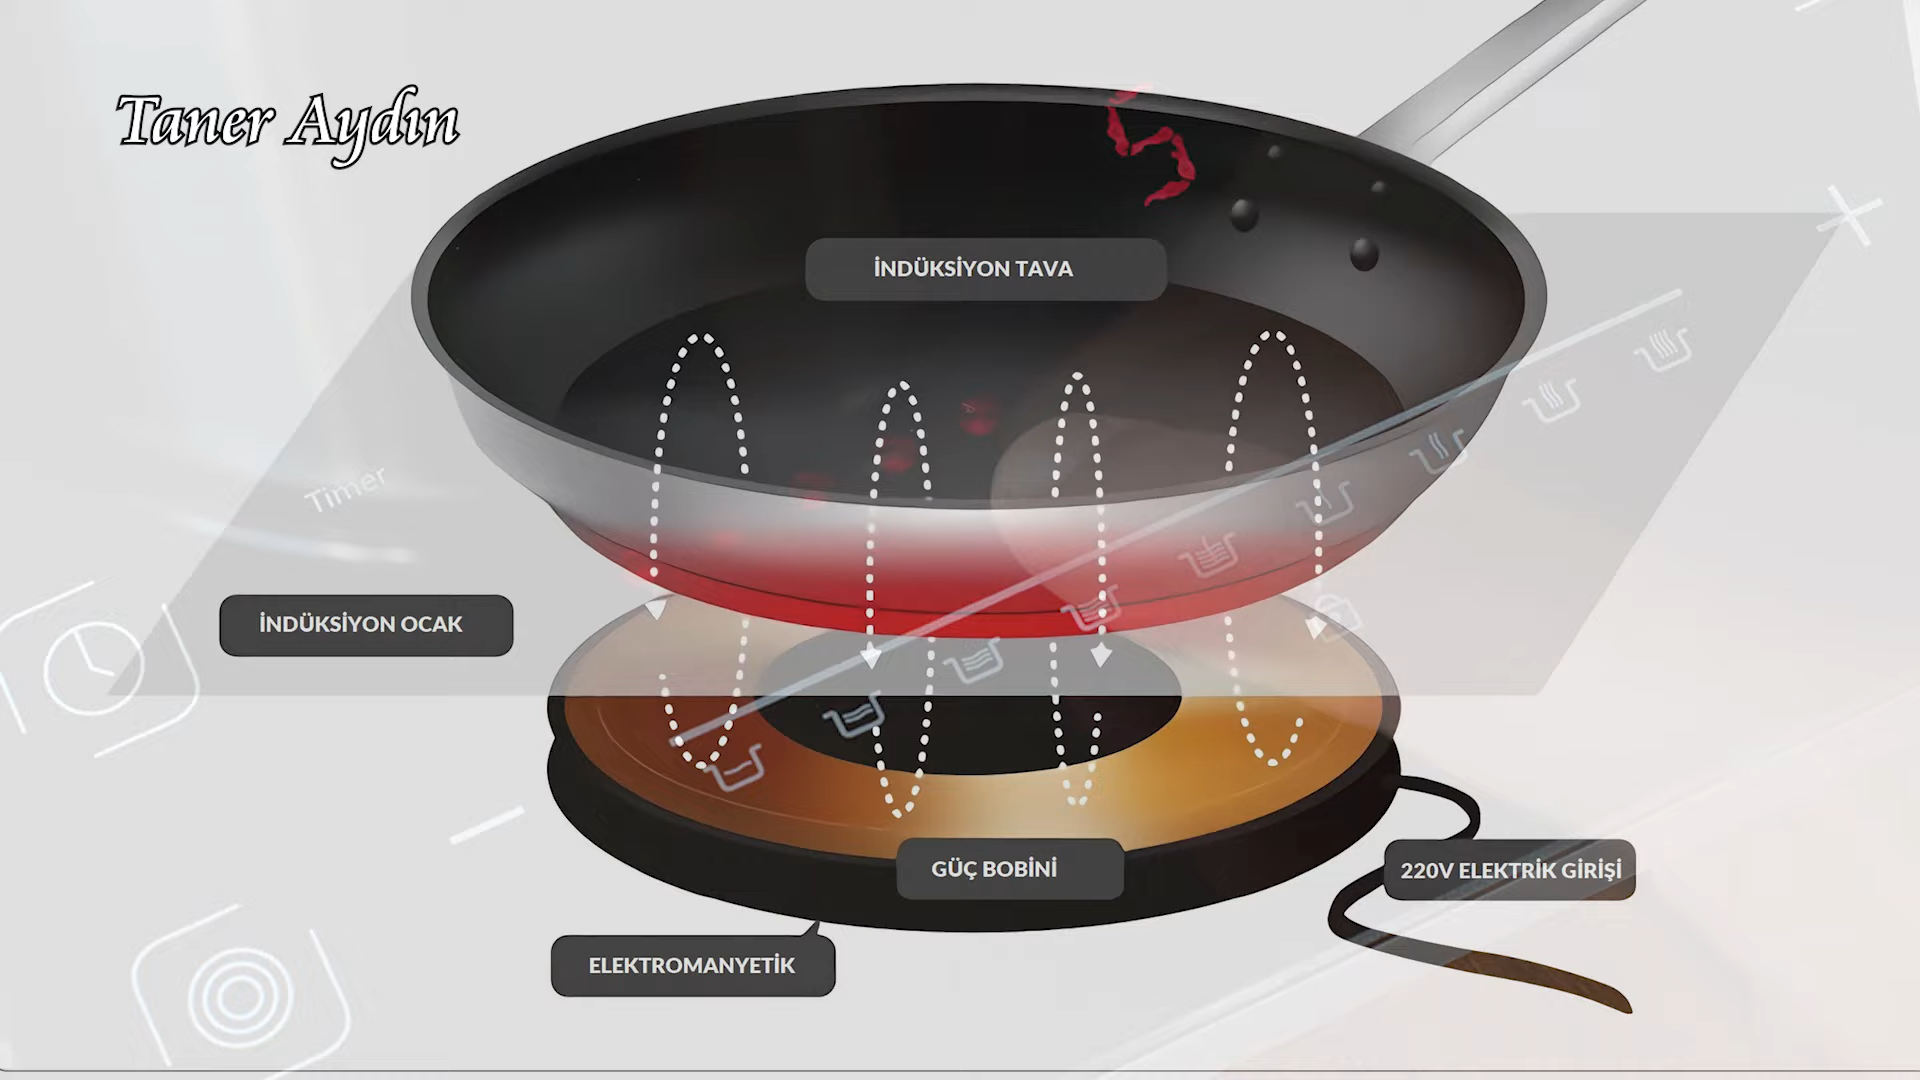 Taner Aydın
İNDÜKSİYON TAVA
Timer
İNDÜKSİYON OCAK
GÜÇ BOBİNİ
220V ELEKTRİK GİRİŞİ
ELEKTROMANYETİK